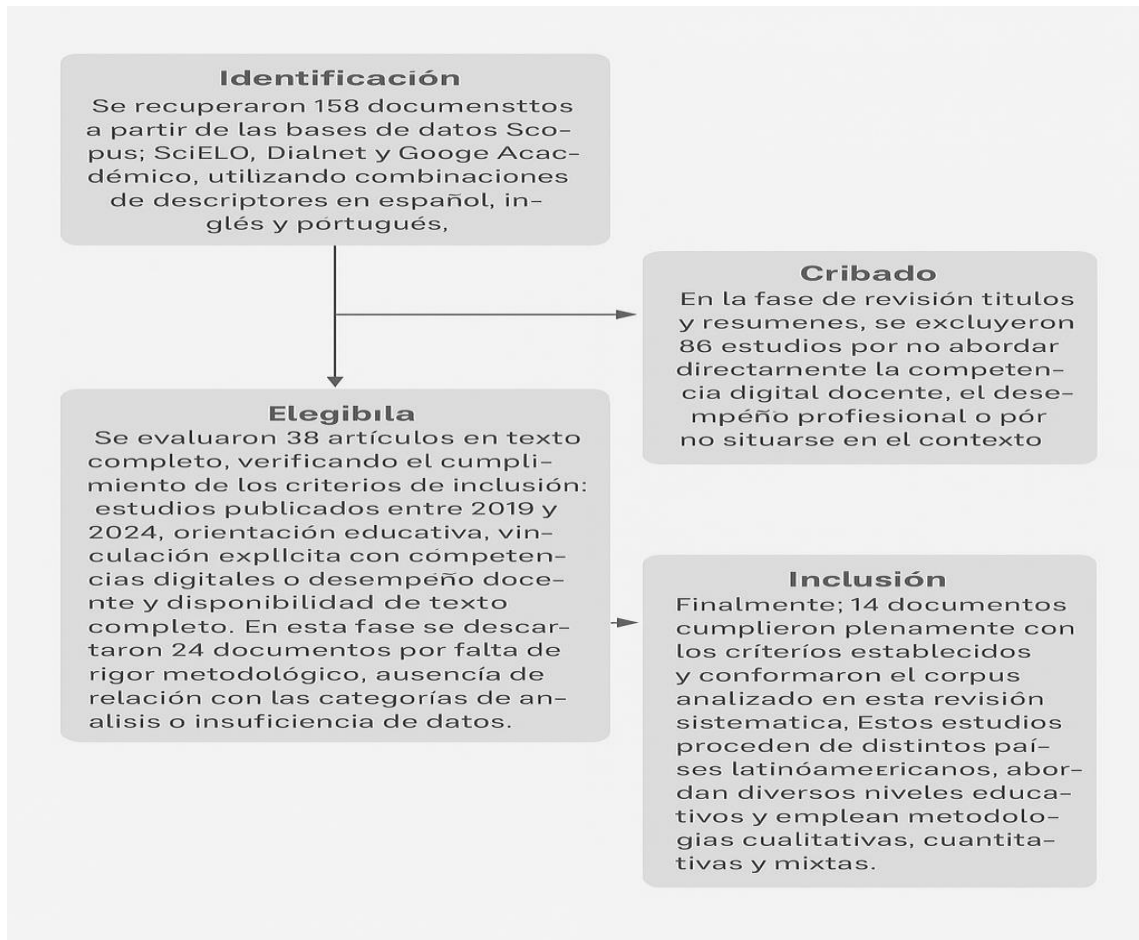 Identificación
Se recuperaron 158 documensttos
a partir de las bases de datos Sco-
pus; SciELO, Dialnet y Googe Acac-
démico, utilizando combinaciones
de descriptores en español, in-
glés y pórtugués,
Cribado
En la fase de revisión titulos
y resumenes, se excluyeron
86 estudios por no abordar
directarnente la competen-
cia digital docente, el dese-
mpéño profiesional o pór
no situarse en el contexto
Elegibıla
Se evaluaron 38 artículos en texto
completo, verificando el cumpli-
miento de los criterios de inclusión:
estudios publicados entre 2019 y
2024, orientación educativa, vin-
culación explIcita con cómpeten-
cias digitales o desempeño doce-
nte y disponibilidad de texto
completo. En esta fase se descar-
taron 24 documentos por falta de
rigor metodológico, ausencía de
relación con las categorías de an-
alisis o insuficiencia de datos.
Inclusión
Finalmente; 14 documentos
cumplieron plenamente con
los críteríos establecidos
y conformaron el corpus
analizado en esta revisión
sistematica, Estos estudios
proceden de distintos paí-
ses latinóameᴇricanos, abor-
dan diversos niveles educa-
tivos y emplean metodolo-
gias cualitativas, cuantita-
tivas y mixtas.